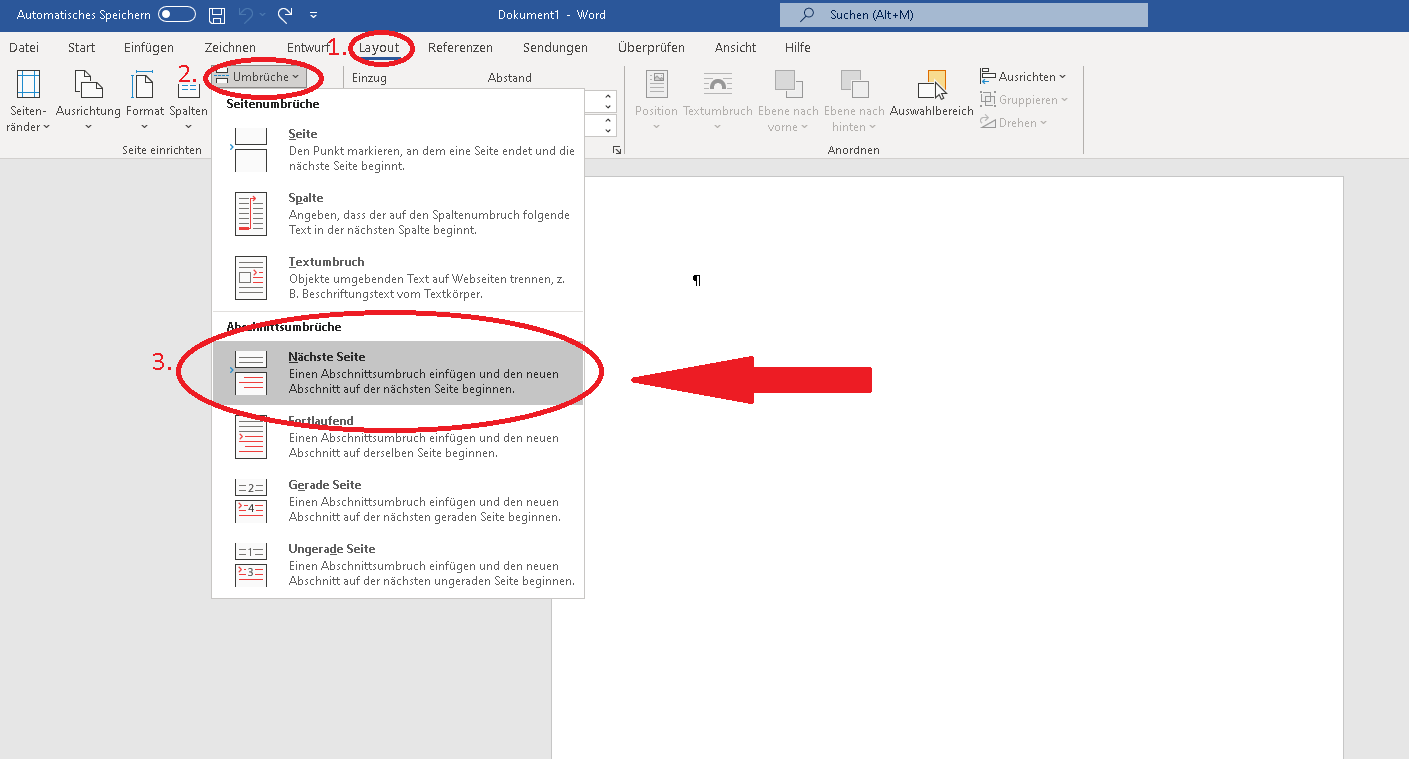 Automatisches Speichern
Dokument1 - Word
Suchen (Alt+M)
Datei Start Einfügen Zeichnen Entwurf 1. Layout Referenzen Sendungen Überprüfen Ansicht Hilfe
2. Umbrüche
Einzug Abstand
Seiten-
ränder
Ausrichtung
Format
Spalten
Position
Textumbruch
Ebene nach
vorne
Ebene nach
hinten
Auswahlbereich
Ausrichten
Gruppieren
Drehen
Seite einrichten
Anordnen
Seitenumbrüche
Seite
Den Punkt markieren, an dem eine Seite endet und die
nächste Seite beginnt.
Spalte
Angeben, dass der auf den Spaltenumbruch folgende
Text in der nächsten Spalte beginnt.
Textumbruch
Objekte umgebenden Text auf Webseiten trennen, z.
B. Beschriftungstext vom Textkörper.
¶
Abschnittsumbrüche
3.
Nächste Seite
Einen Abschnittsumbruch einfügen und den neuen
Abschnitt auf der nächsten Seite beginnen.
Fortlaufend
Einen Abschnittsumbruch einfügen und den neuen
Abschnitt auf derselben Seite beginnen.
=2=
=4=
Gerade Seite
Einen Abschnittsumbruch einfügen und den neuen
Abschnitt auf der nächsten geraden Seite beginnen.
=1=
=3=
Ungerade Seite
Einen Abschnittsumbruch einfügen und den neuen
Abschnitt auf der nächsten ungeraden Seite beginnen.